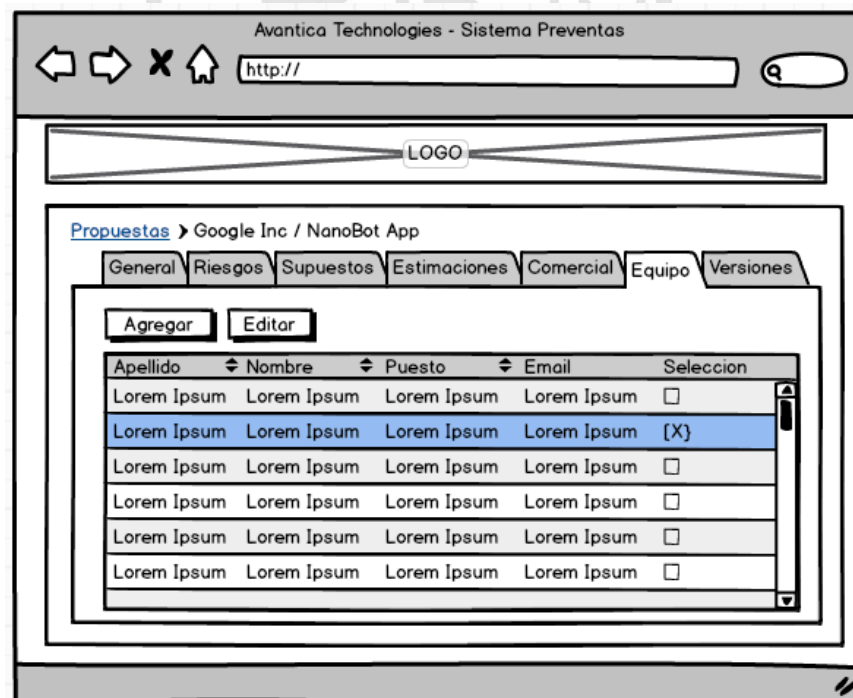 Avantica Technologies - Sistema Preventas
http://
LOGO
Propuestas > Google Inc / NanoBot App
General Riesgos Supuestos Estimaciones Comercial Equipo Versiones
Agregar Editar
Apellido Nombre Puesto Email Seleccion
Lorem Ipsum Lorem Ipsum Lorem Ipsum Lorem Ipsum
Lorem Ipsum Lorem Ipsum Lorem Ipsum Lorem Ipsum [X}
Lorem Ipsum Lorem Ipsum Lorem Ipsum Lorem Ipsum
Lorem Ipsum Lorem Ipsum Lorem Ipsum Lorem Ipsum
Lorem Ipsum Lorem Ipsum Lorem Ipsum Lorem Ipsum
Lorem Ipsum Lorem Ipsum Lorem Ipsum Lorem Ipsum